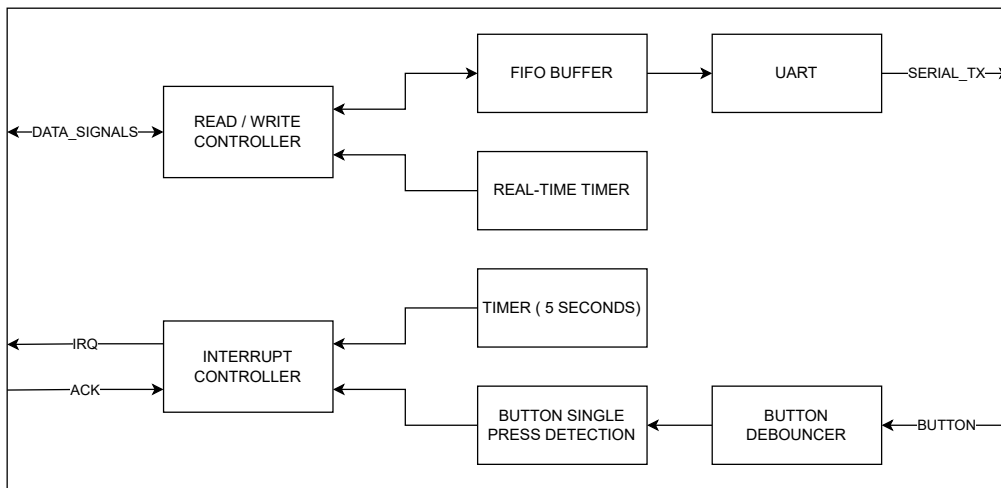 FIFO BUFFER
UART
SERIAL_TX
DATA_SIGNALS
READ / WRITE
CONTROLLER
REAL-TIME TIMER
TIMER ( 5 SECONDS)
IRQ
INTERRUPT
CONTROLLER
ACK
BUTTON SINGLE
PRESS DETECTION
BUTTON
DEBOUNCER
BUTTON